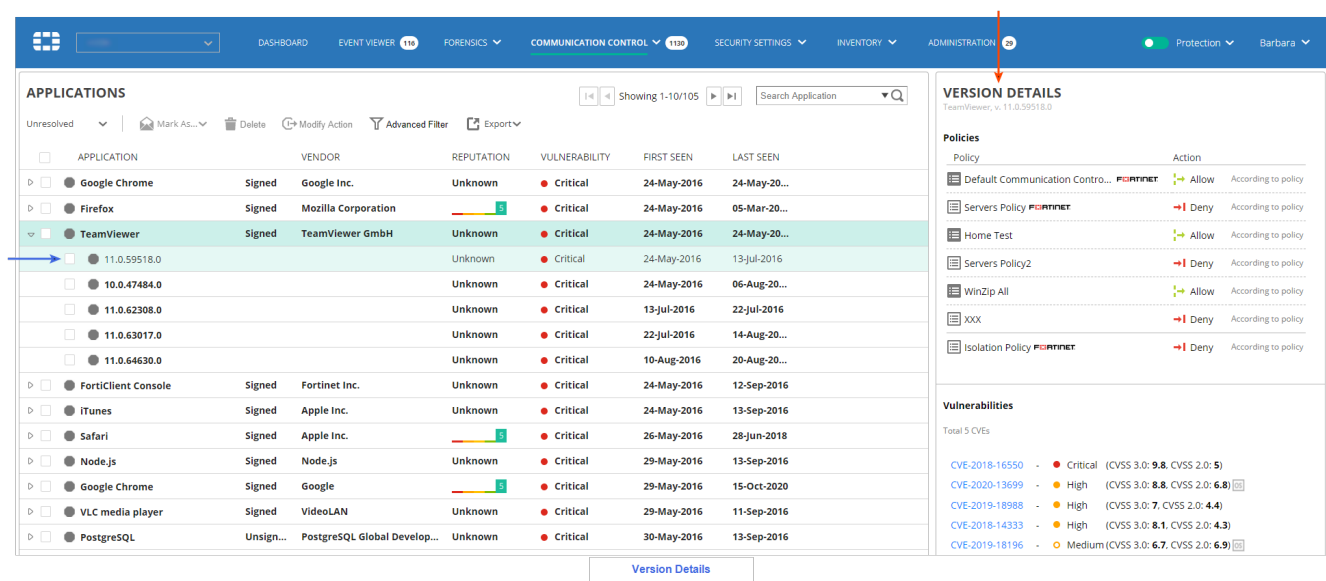 DASHBOARD EVENT VIEWER 116 FORENSICS COMMUNICATION CONTROL 1130 SECURITY SETTINGS INVENTORY ADMINISTRATION 29 Protection Barbara
APPLICATIONS
Showing 1-10/105 Search Application
Unresolved Mark As... Delete Modify Action Advanced Filter Export
APPLICATION VENDOR REPUTATION VULNERABILITY FIRST SEEN LAST SEEN
Google Chrome Signed Google Inc. Unknown Critical 24-May-2016 24-May-20...
Firefox Signed Mozilla Corporation 5 Critical 24-May-2016 05-Mar-20...
TeamViewer Signed TeamViewer GmbH Unknown Critical 24-May-2016 24-May-20...
11.0.59518.0 Unknown Critical 24-May-2016 13-Jul-2016
10.0.47484.0 Unknown Critical 24-May-2016 06-Aug-20...
11.0.62308.0 Unknown Critical 13-Jul-2016 22-Jul-2016
11.0.63017.0 Unknown Critical 22-Jul-2016 14-Aug-20...
11.0.64630.0 Unknown Critical 10-Aug-2016 20-Aug-20...
FortiClient Console Signed Fortinet Inc. Unknown Critical 24-May-2016 12-Sep-2016
iTunes Signed Apple Inc. Unknown Critical 24-May-2016 13-Sep-2016
Safari Signed Apple Inc. 5 Critical 26-May-2016 28-Jun-2018
Node.js Signed Node.js Unknown Critical 29-May-2016 13-Sep-2016
Google Chrome Signed Google 5 Critical 29-May-2016 15-Oct-2020
VLC media player Signed VideoLAN Unknown Critical 29-May-2016 11-Sep-2016
PostgreSQL Unsign... PostgreSQL Global Develop... Unknown Critical 30-May-2016 13-Sep-2016
VERSION DETAILS
TeamViewer, v. 11.0.59518.0
Policies
Policy Action
Default Communication Contro... FORTINET Allow According to policy
Servers Policy FORTINET Deny According to policy
Home Test Allow According to policy
Servers Policy2 Deny According to policy
WinZip All Allow According to policy
XXX Deny According to policy
Isolation Policy FORTINET Deny According to policy
Vulnerabilities
Total 5 CVEs
CVE-2018-16550 - Critical (CVSS 3.0: 9.8, CVSS 2.0: 5)
CVE-2020-13699 - High (CVSS 3.0: 8.8, CVSS 2.0: 6.8) OS
CVE-2019-18988 - High (CVSS 3.0: 7, CVSS 2.0: 4.4)
CVE-2018-14333 - High (CVSS 3.0: 8.1, CVSS 2.0: 4.3)
CVE-2019-18196 - Medium (CVSS 3.0: 6.7, CVSS 2.0: 6.9) OS
Version Details